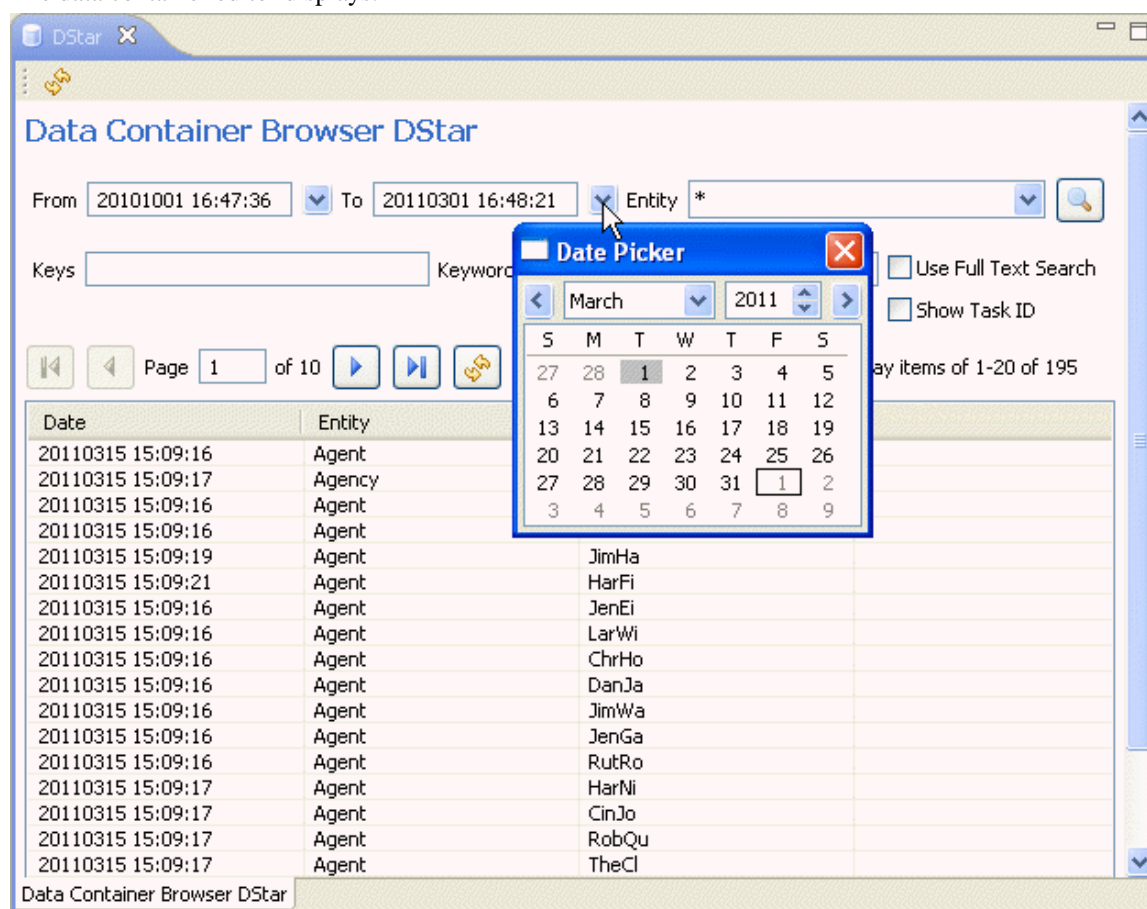 DStar
Data Container Browser DStar
From 20101001 16:47:36 To 20110301 16:48:21 Entity *
Date Picker
Keys Keyword Use Full Text Search
March 2011
Show Task ID
S M T W T F S
Page 1 of 10 ay items of 1-20 of 195
27 28 1 2 3 4 5
6 7 8 9 10 11 12
13 14 15 16 17 18 19
20 21 22 23 24 25 26
27 28 29 30 31 1 2
3 4 5 6 7 8 9
Date Entity
20110315 15:09:16 Agent
20110315 15:09:17 Agency
20110315 15:09:16 Agent
20110315 15:09:16 Agent
20110315 15:09:19 Agent JimHa
20110315 15:09:21 Agent HarFi
20110315 15:09:16 Agent JenEi
20110315 15:09:16 Agent LarWi
20110315 15:09:16 Agent ChrHo
20110315 15:09:16 Agent DanJa
20110315 15:09:16 Agent JimWa
20110315 15:09:16 Agent JenGa
20110315 15:09:16 Agent RutRo
20110315 15:09:17 Agent HarNi
20110315 15:09:17 Agent CinJo
20110315 15:09:17 Agent RobQu
20110315 15:09:17 Agent TheCl
Data Container Browser DStar